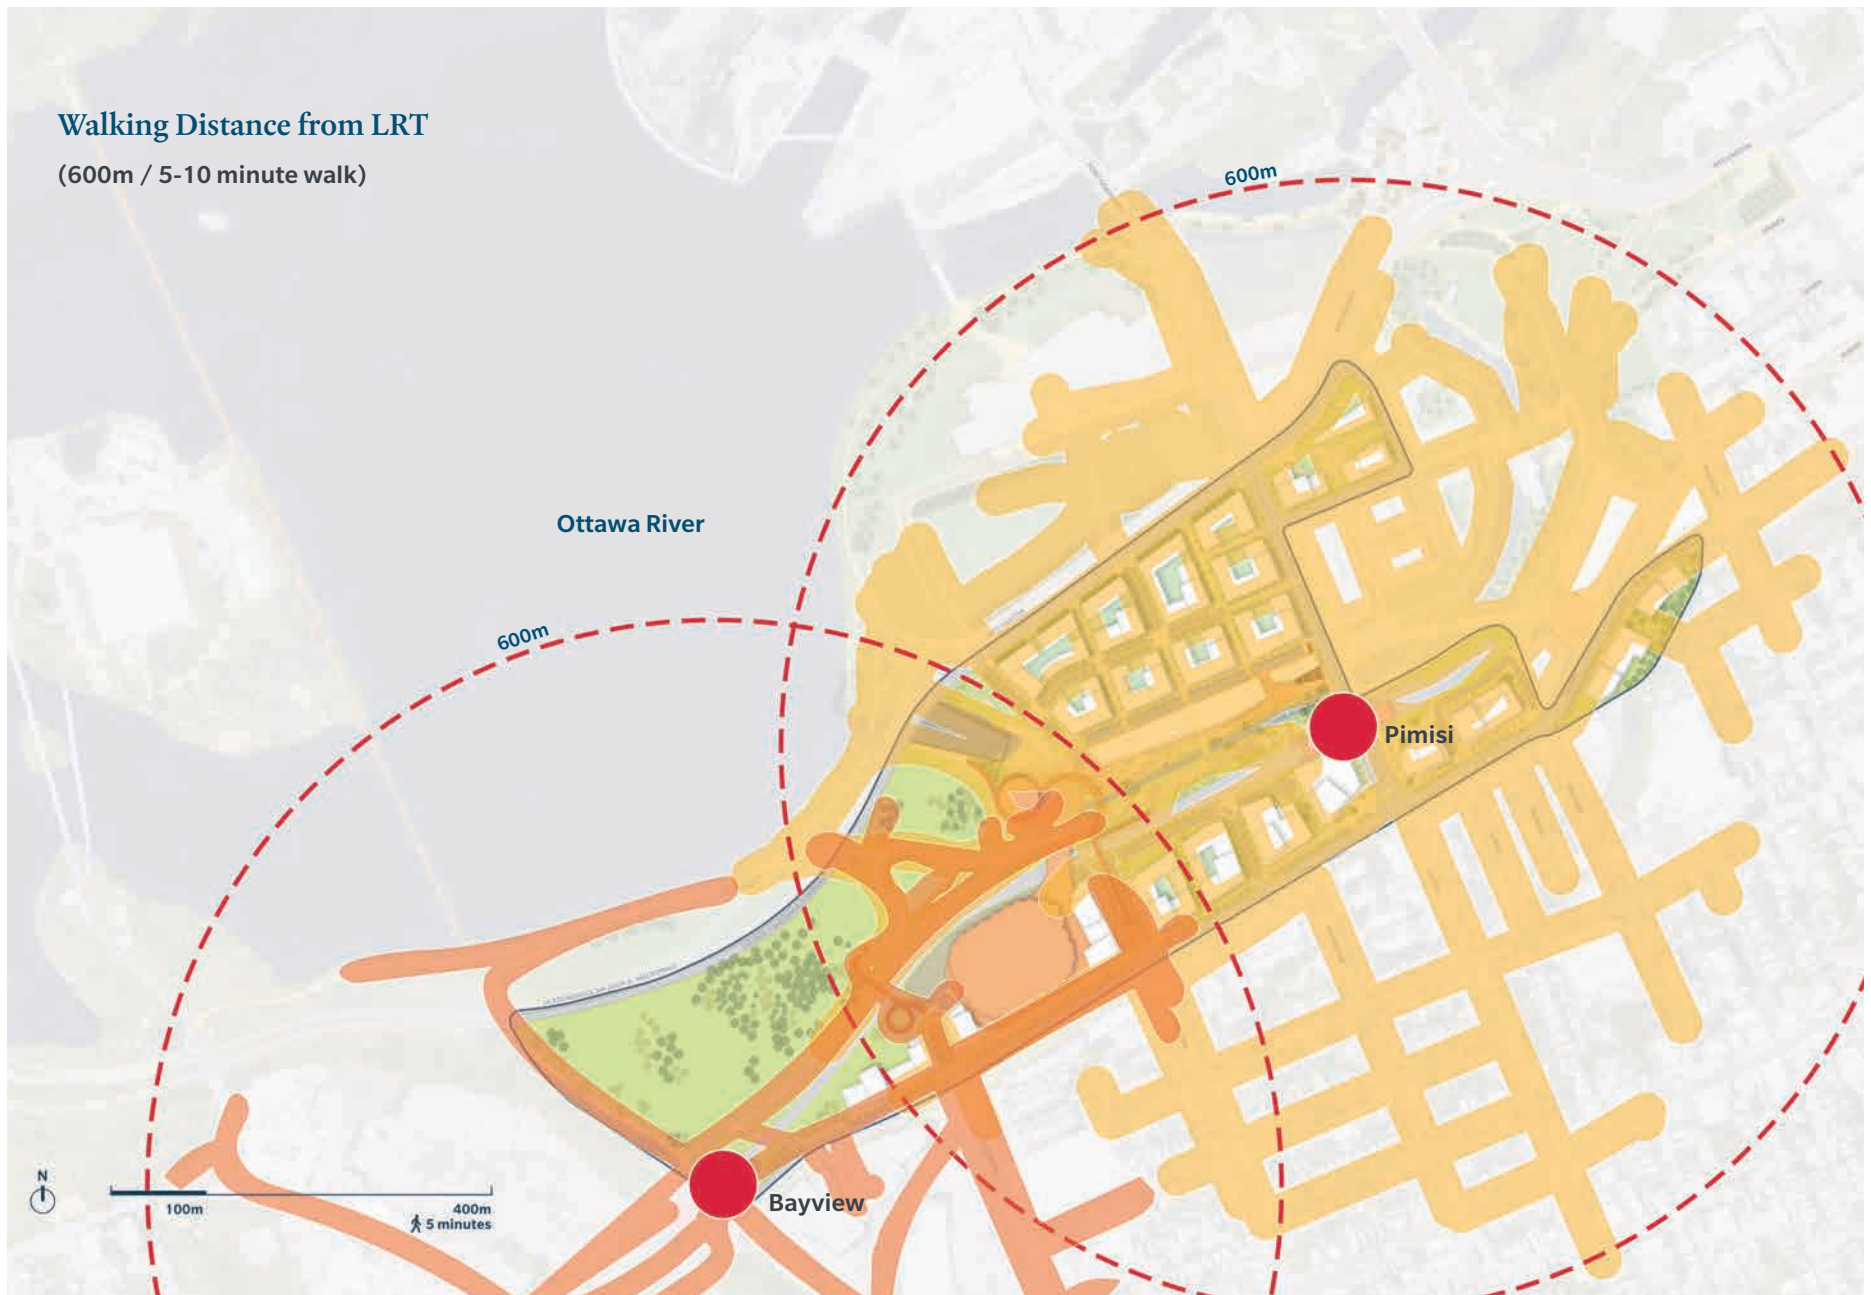 Walking Distance from LRT
(600m / 5-10 minute walk)
600m
Ottawa River
600m
Pimisi
Bayview
N
100m
400m
5 minutes